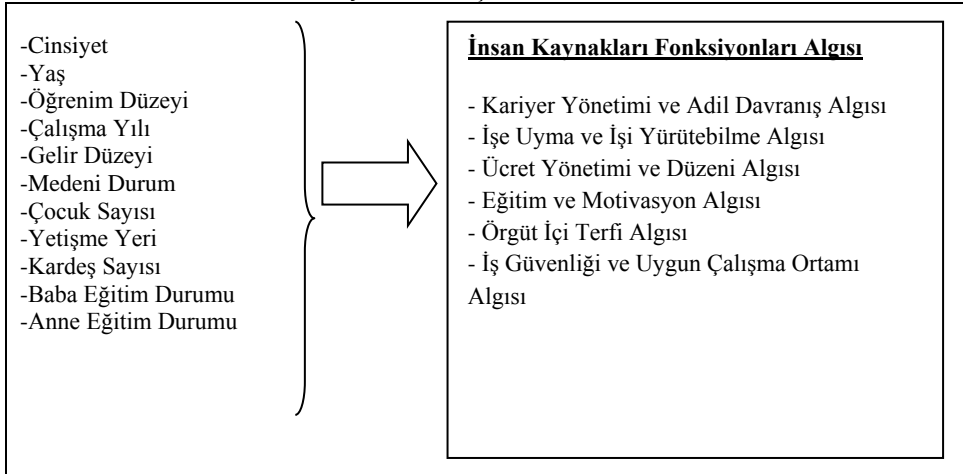 -Cinsiyet
-Yaş
-Öğrenim Düzeyi
-Çalışma Yılı
-Gelir Düzeyi
-Medeni Durum
-Çocuk Sayısı
-Yetişme Yeri
-Kardeş Sayısı
-Baba Eğitim Durumu
-Anne Eğitim Durumu
İnsan Kaynakları Fonksiyonları Algısı
- Kariyer Yönetimi ve Adil Davranış Algısı
- İşe Uyma ve İşi Yürütebilme Algısı
- Ücret Yönetimi ve Düzeni Algısı
- Eğitim ve Motivasyon Algısı
- Örgüt İçi Terfi Algısı
- İş Güvenliği ve Uygun Çalışma Ortamı
Algısı